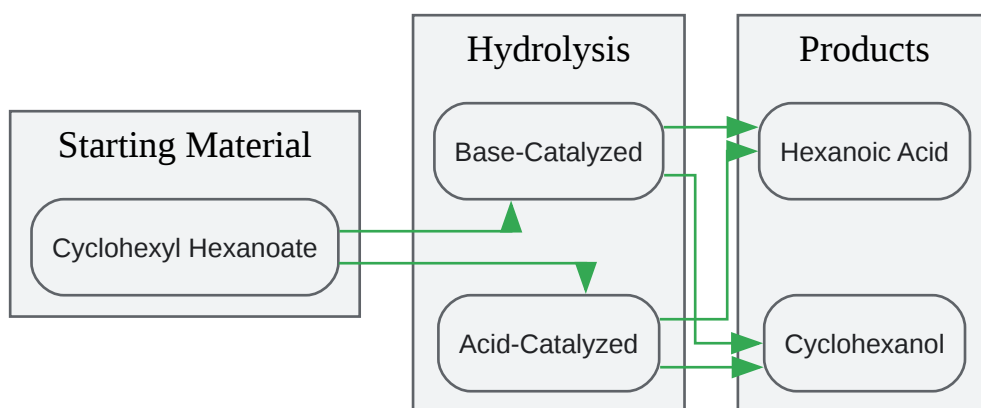 Starting Material
Cyclohexyl Hexanoate
Hydrolysis
Base-Catalyzed
Acid-Catalyzed
Products
Hexanoic Acid
Cyclohexanol